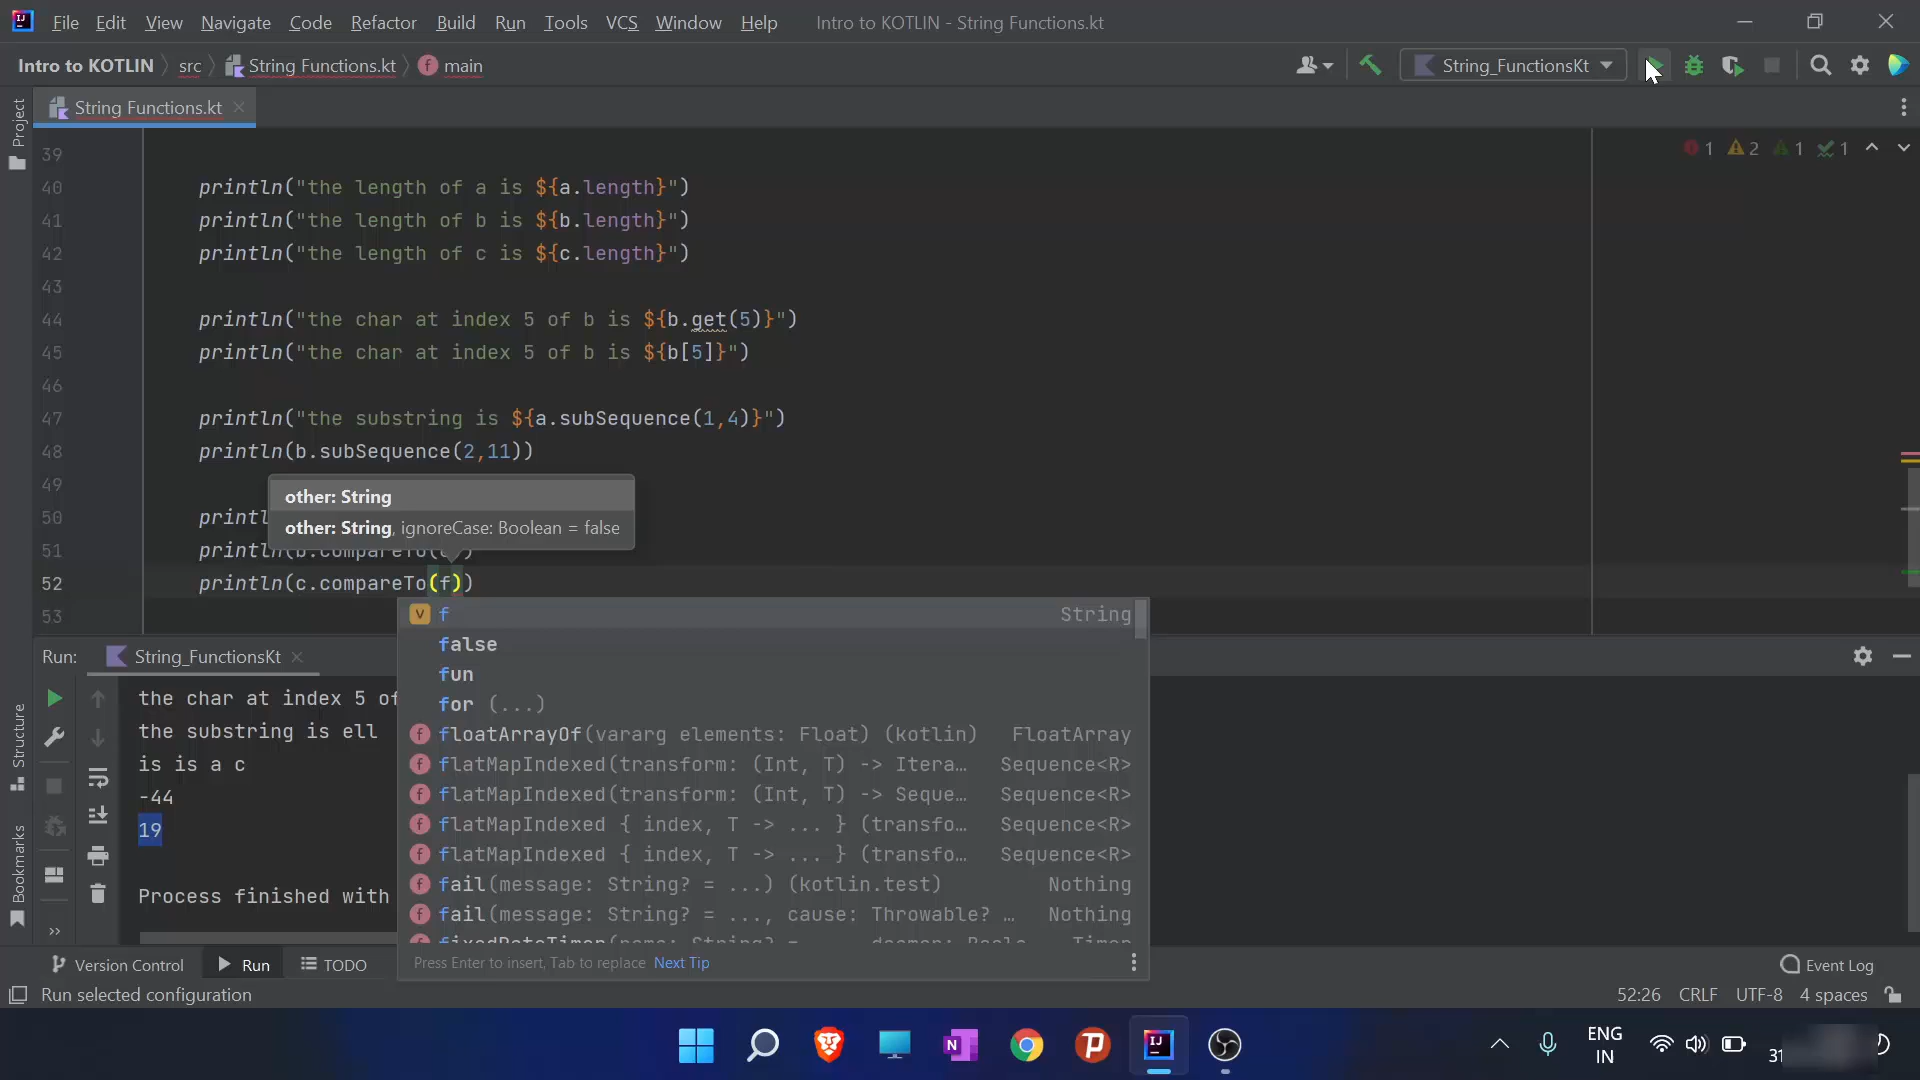 File Edit View Navigate Code Refactor Build Run Tools VCS Window Help Intro to KOTLIN - String Functions.kt
Intro to KOTLIN src String Functions.kt main String_FunctionsKt
Project
String Functions.kt
39
1 2 1 1
40 println("the length of a is ${a.length}")
41 println("the length of b is ${b.length}")
42 println("the length of c is ${c.length}")
43
44 println("the char at index 5 of b is ${b.get(5)}")
45 println("the char at index 5 of b is ${b[5]}")
46
47 println("the substring is ${a.subSequence(1,4)}")
48 println(b.subSequence(2,11))
49
other: String
50 printl
other: String, ignoreCase: Boolean = false
51 println(b.compareTo( )
52 println(c.compareTo(f))
53
f String
false
fun
for (...)
floatArrayOf(vararg elements: Float) (kotlin) FloatArray
flatMapIndexed(transform: (Int, T) -> Itera… Sequence<R>
flatMapIndexed(transform: (Int, T) -> Seque… Sequence<R>
flatMapIndexed { index, T -> ... } (transfo… Sequence<R>
flatMapIndexed { index, T -> ... } (transfo… Sequence<R>
fail(message: String? = ...) (kotlin.test) Nothing
fail(message: String? = ..., cause: Throwable? … Nothing
fixedRateTimer(name: String? = Timer
Press Enter to insert, Tab to replace Next Tip
Run: String_FunctionsKt
the char at index 5 of
the substring is ell
is is a c
-44
19
Process finished with
Structure
Bookmarks
Version Control Run TODO Event Log
Run selected configuration 52:26 CRLF UTF-8 4 spaces
ENG
IN
31